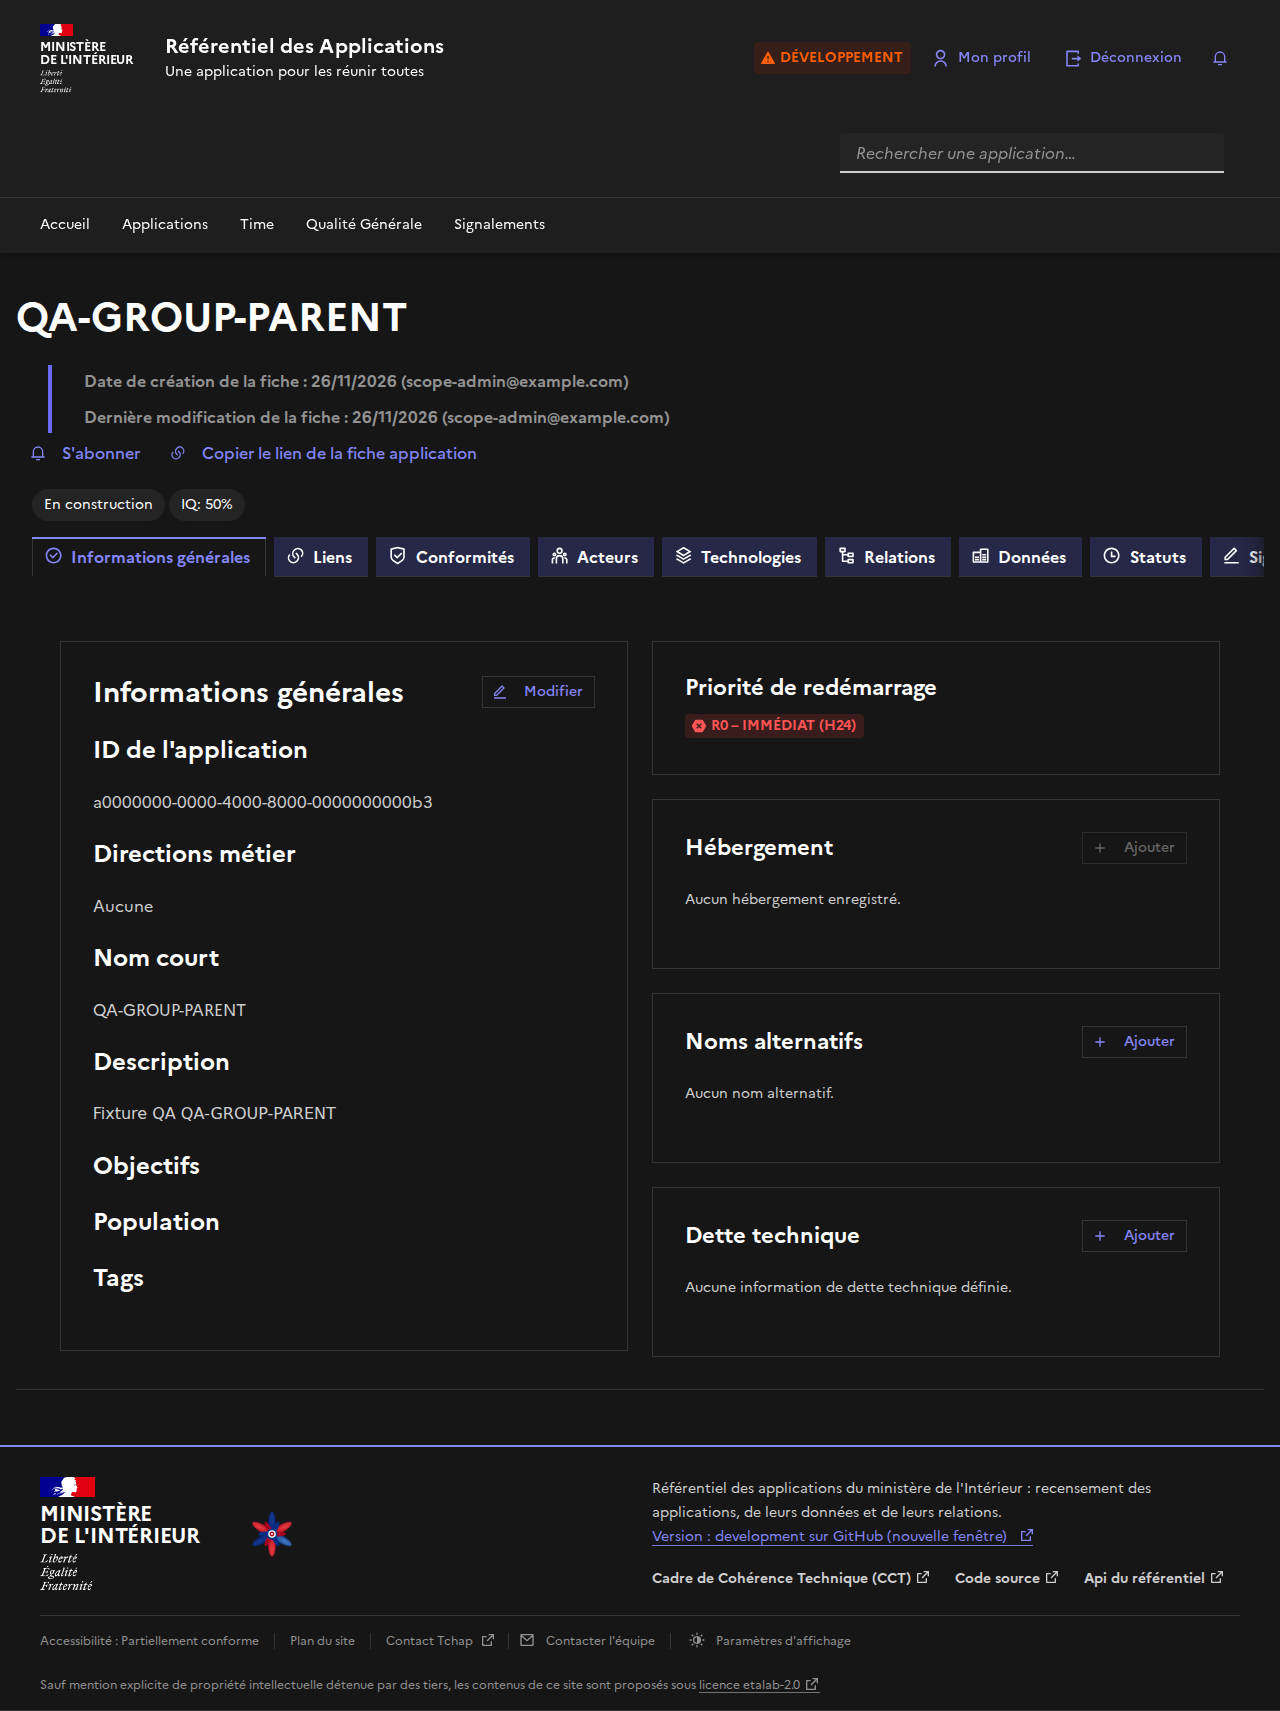 MINISTÈRE
DE L'INTÉRIEUR
Liberté
Égalité
Fraternité
Référentiel des Applications
Une application pour les réunir toutes
DÉVELOPPEMENT
Mon profil
Déconnexion
Rechercher une application…
Accueil
Applications
Time
Qualité Générale
Signalements
QA-GROUP-PARENT
Date de création de la fiche : 26/11/2026 (scope-admin@example.com)
Dernière modification de la fiche : 26/11/2026 (scope-admin@example.com)
S'abonner
Copier le lien de la fiche application
En construction
IQ: 50%
Informations générales
Liens
Conformités
Acteurs
Technologies
Relations
Données
Statuts
Informations générales
Modifier
ID de l'application
a0000000-0000-4000-8000-0000000000b3
Directions métier
Aucune
Nom court
QA-GROUP-PARENT
Description
Fixture QA QA-GROUP-PARENT
Objectifs
Population
Tags
Priorité de redémarrage
R0 – IMMÉDIAT (H24)
Hébergement
Ajouter
Aucun hébergement enregistré.
Noms alternatifs
Ajouter
Aucun nom alternatif.
Dette technique
Ajouter
Aucune information de dette technique définie.
MINISTÈRE
DE L'INTÉRIEUR
Liberté
Égalité
Fraternité
Référentiel des applications du ministère de l'Intérieur : recensement des
applications, de leurs données et de leurs relations.
Version : development sur GitHub (nouvelle fenêtre)
Cadre de Cohérence Technique (CCT)
Code source
Api du référentiel
Accessibilité : Partiellement conforme
Plan du site
Contact Tchap
Contacter l'équipe
Paramètres d'affichage
Sauf mention explicite de propriété intellectuelle détenue par des tiers, les contenus de ce site sont proposés sous licence etalab-2.0